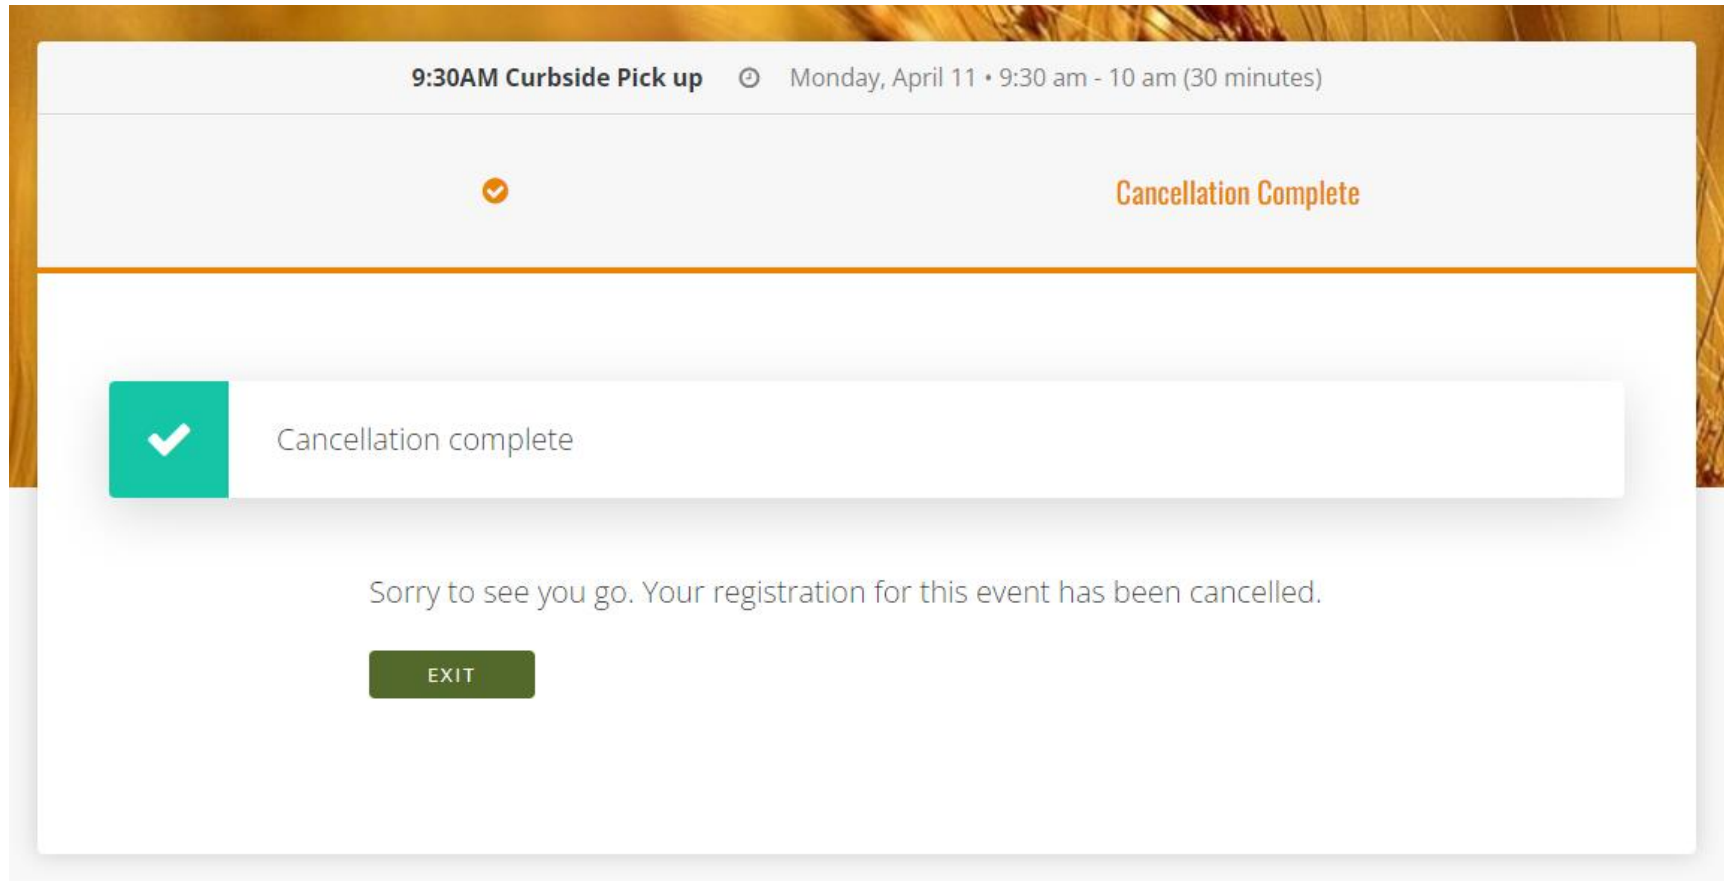 9:30AM Curbside Pick up Monday, April 11 • 9:30 am - 10 am (30 minutes)
Cancellation Complete
Cancellation complete
Sorry to see you go. Your registration for this event has been cancelled.
EXIT